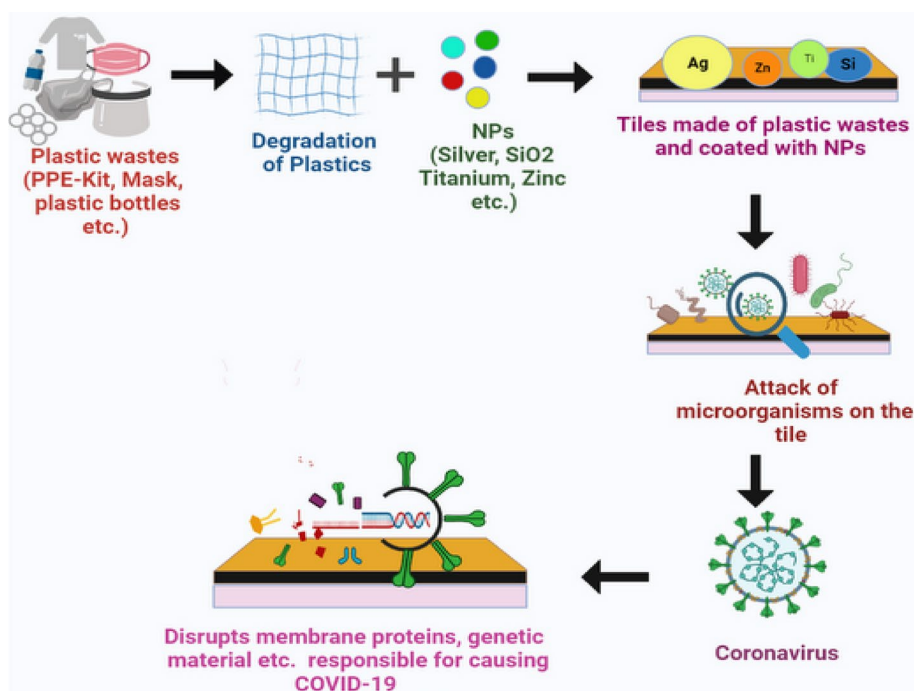 Plastic wastes
(PPE-Kit, Mask,
plastic bottles
etc.)
Degradation
of Plastics
NPs
(Silver, SiO2
Titanium, Zinc
etc.)
Ag
Zn
Ti
Si
Tiles made of plastic wastes
and coated with NPs
Attack of
microorganisms on the
tile
Coronavirus
Disrupts membrane proteins, genetic
material etc. responsible for causing
COVID-19